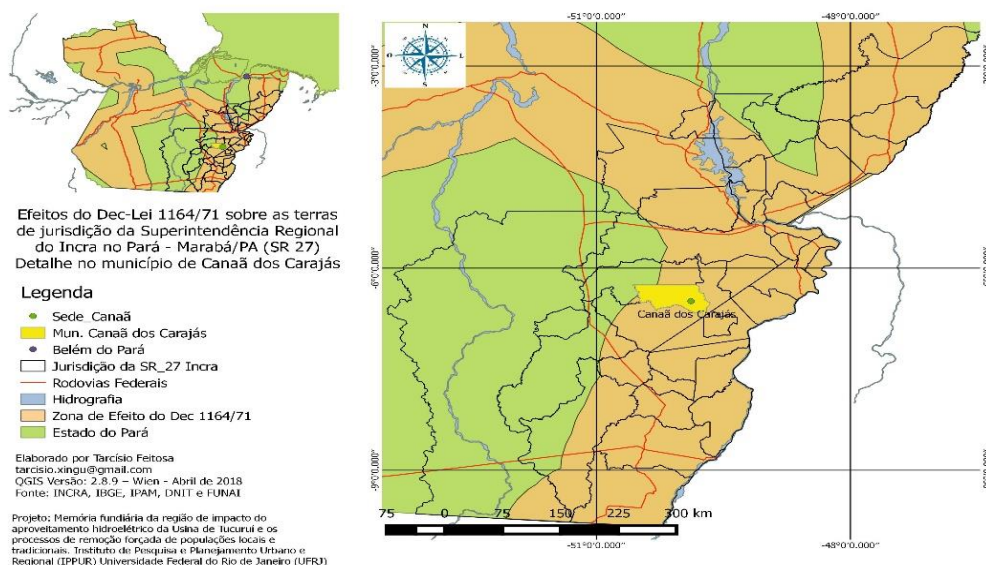 Efeitos do Dec-Lei 1164/71 sobre as terras
de jurisdição da Superintendência Regional
do Incra no Pará - Marabá/PA (SR 27)
Detalhe no município de Canaã dos Carajás
Legenda
Sede_Canaã
Mun. Canaã dos Carajás
Belém do Pará
Jurisdição da SR_27 Incra
Rodovias Federais
Hidrografia
Zona de Efeito do Dec 1164/71
Estado do Pará
Elaborado por Tarcísio Feitosa
tarcisio.xingu@gmail.com
QGIS Versão: 2.8.9 – Wien - Abril de 2018
Fonte: INCRA, IBGE, IPAM, DNIT e FUNAI
Projeto: Memória fundiária da região de impacto do
aproveitamento hidroelétrico da Usina de Tucuruí e os
processos de remoção forçada de populações locais e
tradicionais. Instituto de Pesquisa e Planejamento Urbano e
Regional (IPPUR) Universidade Federal do Rio de Janeiro (UFRJ)
-51°0'0.000"
-48°0'0.000"
N
O
L
S
-3°0'0.000"
-6°0'0.000"
Canaã dos Carajás
-9°0'0.000"
75 0 75 150 225 300 km
-51°0'0.000"
-48°0'0.000"